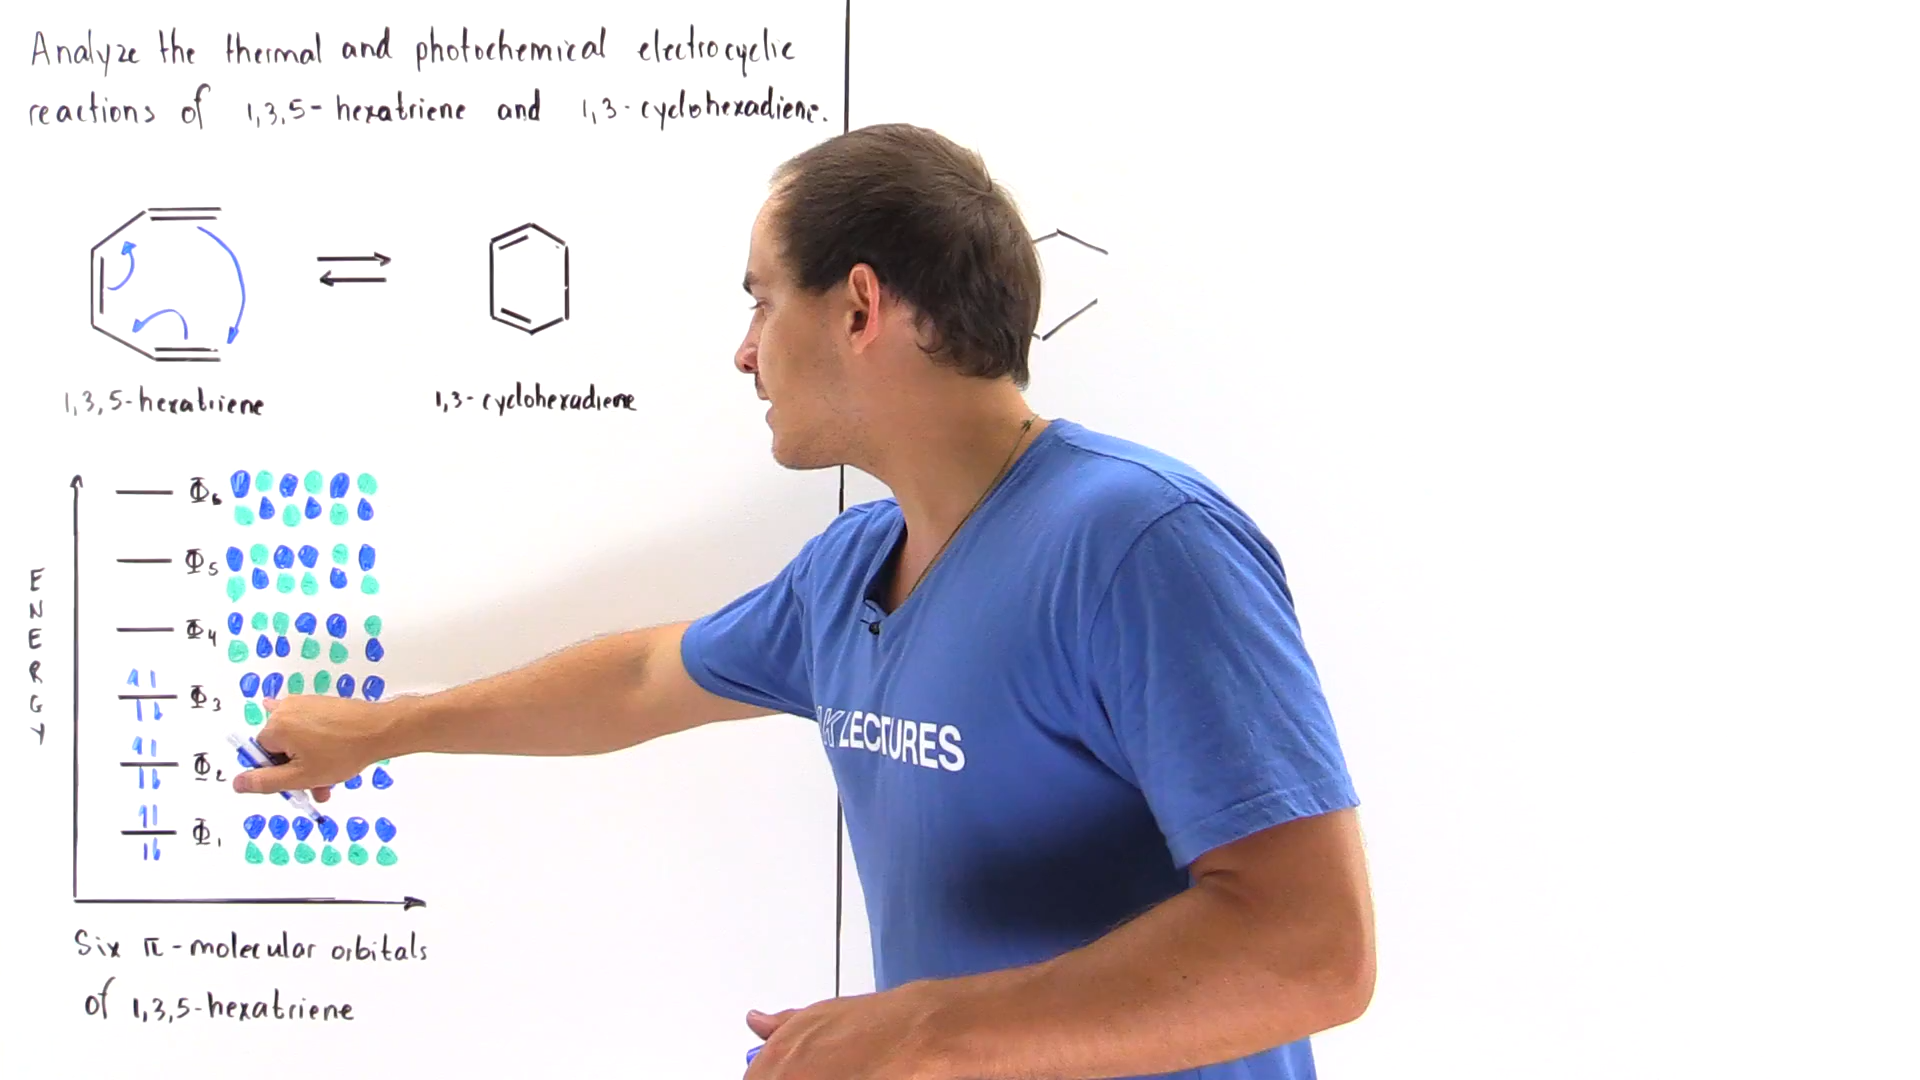 Analyze the thermal and photochemical electrocyclic
reactions of 1,3,5-hexatriene and 1,3-cyclohexadiene.
1,3,5-hexatriene
1,3-cyclohexadiene
ENERGY
Φ6
Φ5
Φ4
Φ3
Φ2
Φ1
Six π-molecular orbitals
of 1,3,5-hexatriene
LECTURES